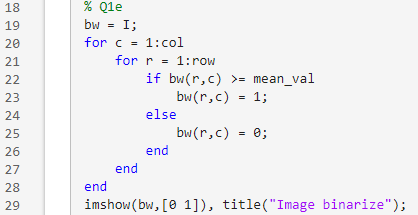 18 % Q1e
19 bw = I;
20 for c = 1:col
21     for r = 1:row
22         if bw(r,c) >= mean_val
23             bw(r,c) = 1;
24         else
25             bw(r,c) = 0;
26         end
27     end
28 end
29 imshow(bw,[0 1]), title("Image binarize");